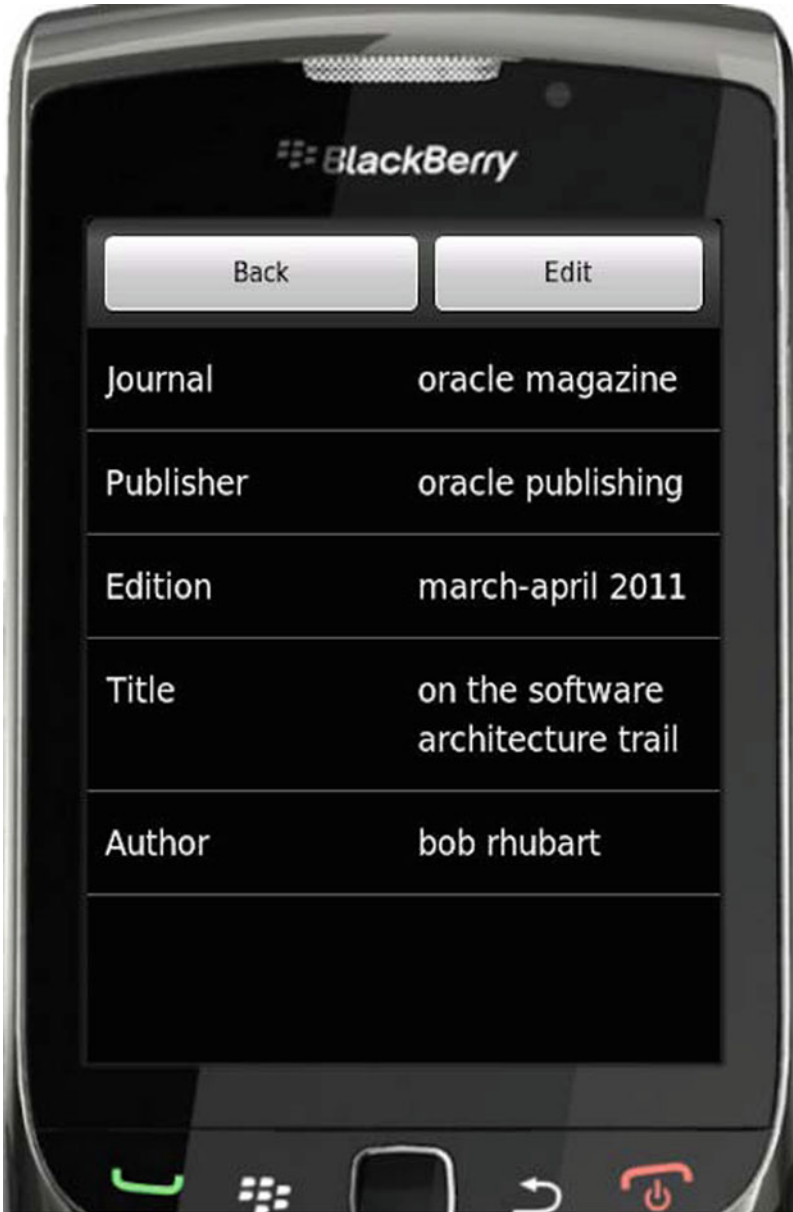 BlackBerry
Back Edit
Journal oracle magazine
Publisher oracle publishing
Edition march-april 2011
Title on the software
architecture trail
Author bob rhubart